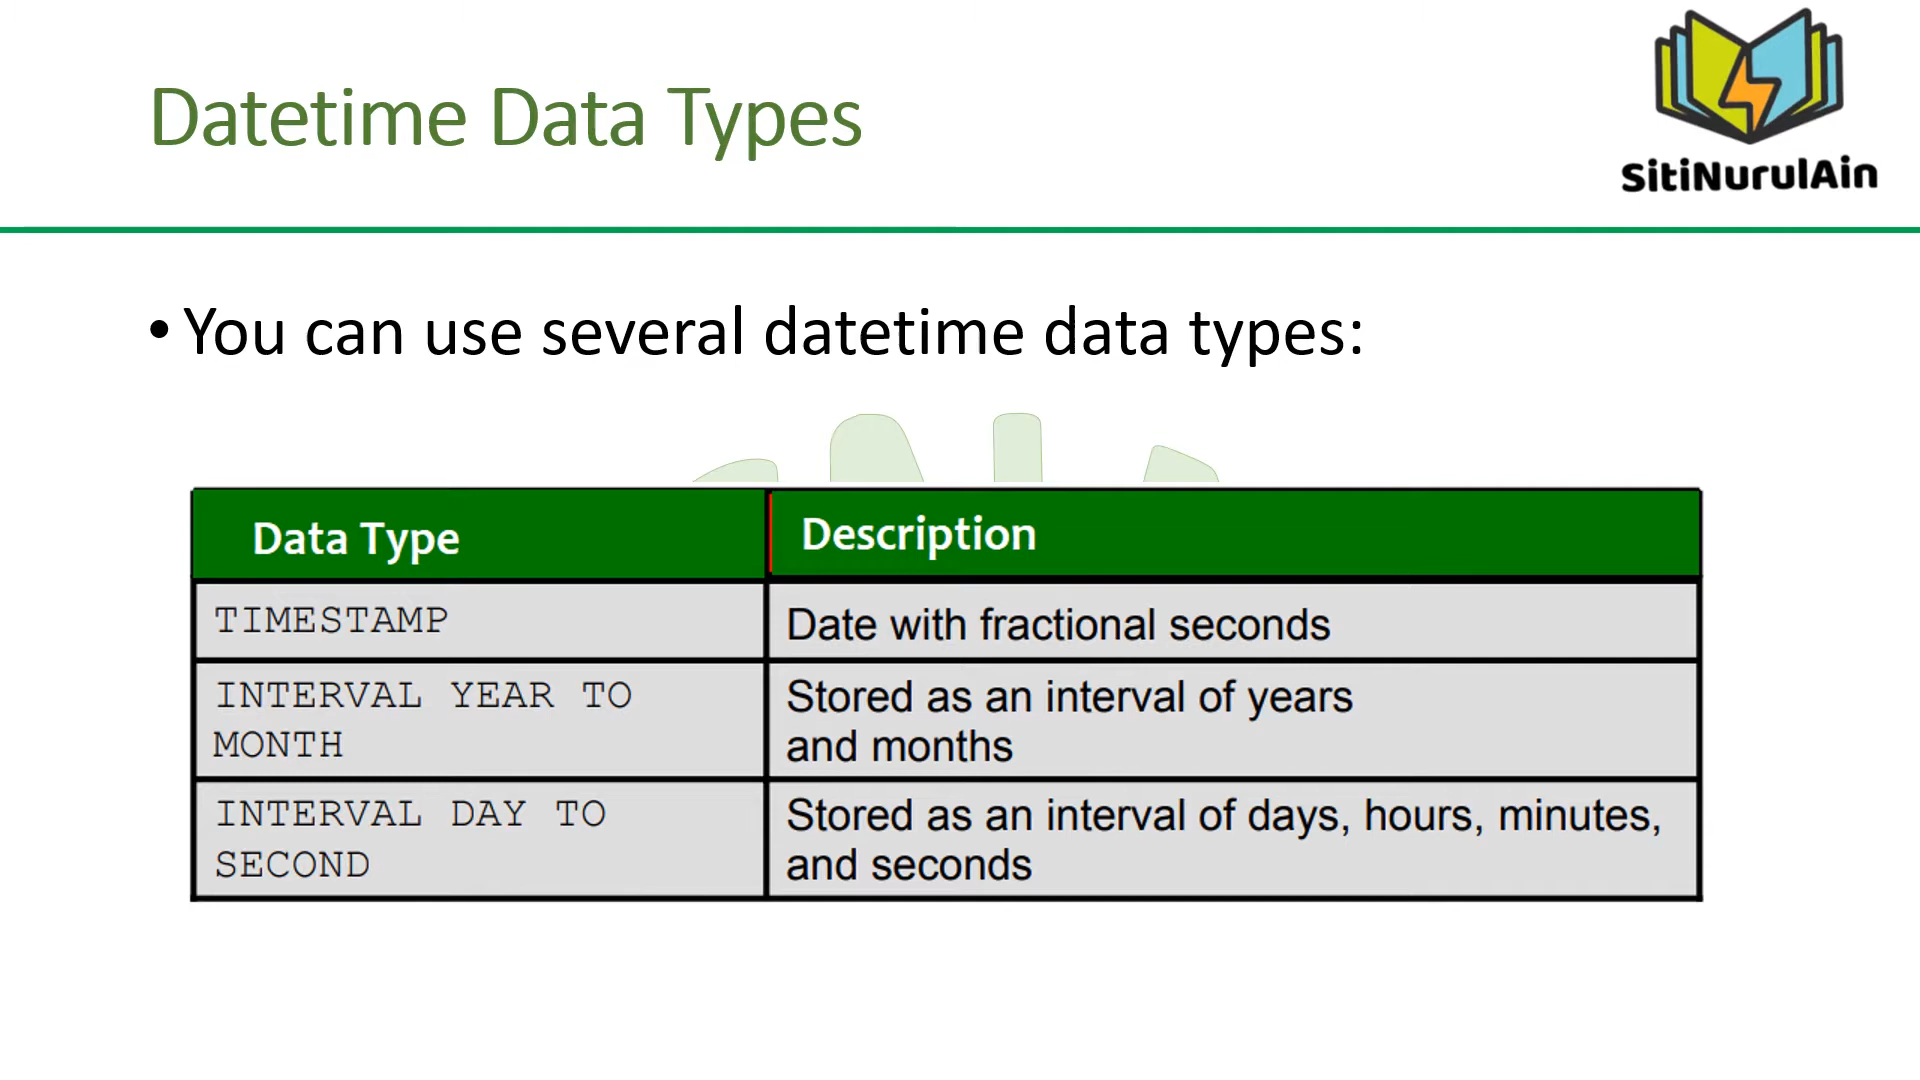 Datetime Data Types
SitiNurulAin
• You can use several datetime data types:
Data Type
Description
TIMESTAMP
Date with fractional seconds
INTERVAL YEAR TO
MONTH
Stored as an interval of years
and months
INTERVAL DAY TO
SECOND
Stored as an interval of days, hours, minutes,
and seconds